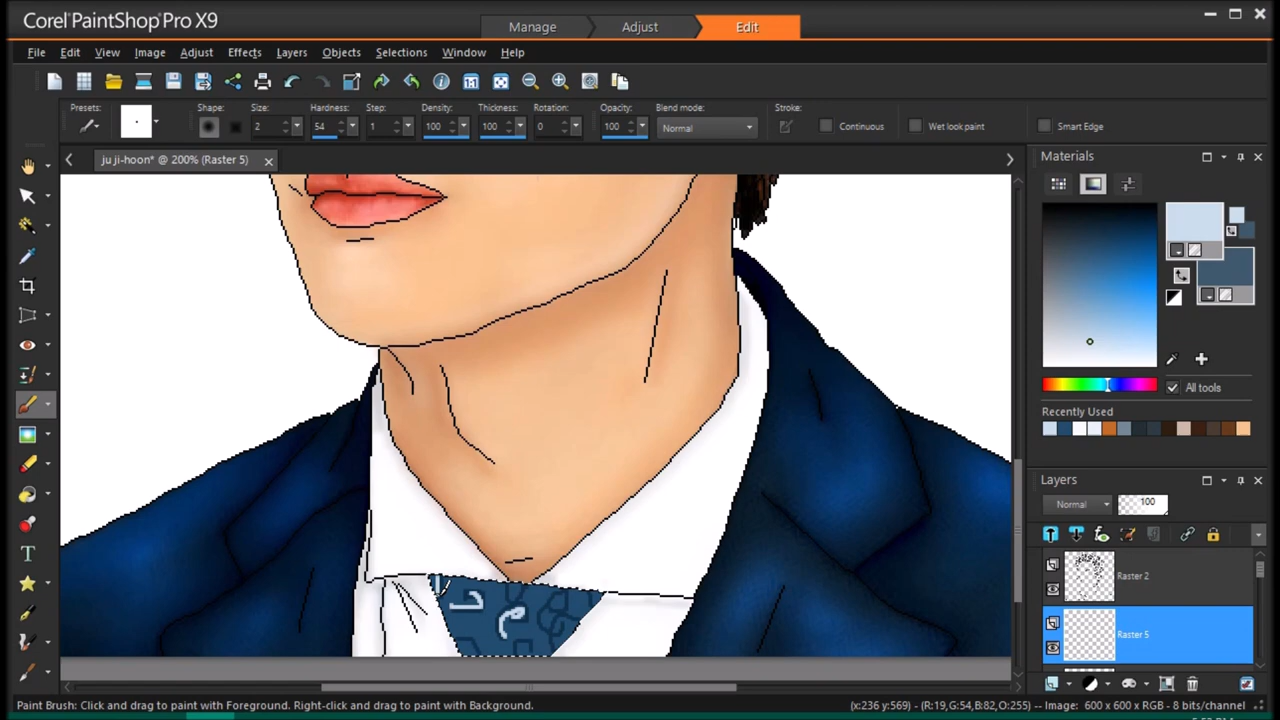 Corel PaintShop Pro X9
Manage Adjust Edit
File Edit View Image Adjust Effects Layers Objects Selections Window Help
Presets: Shape: Size: Hardness: Step: Density: Thickness: Rotation: Opacity: Blend mode: Stroke:
2 54 1 100 100 0 100 Normal Continuous Wet look paint Smart Edge
ju ji-hoon* @ 200% (Raster 5)
Materials
All tools
Recently Used
Layers
Normal 100
Raster 2
Raster 5
T
Paint Brush: Click and drag to paint with Foreground. Right-click and drag to paint with Background.
(x:236 y:569) -- (R:19,G:54,B:82,O:255) -- Image: 600 x 600 x RGB - 8 bits/channel